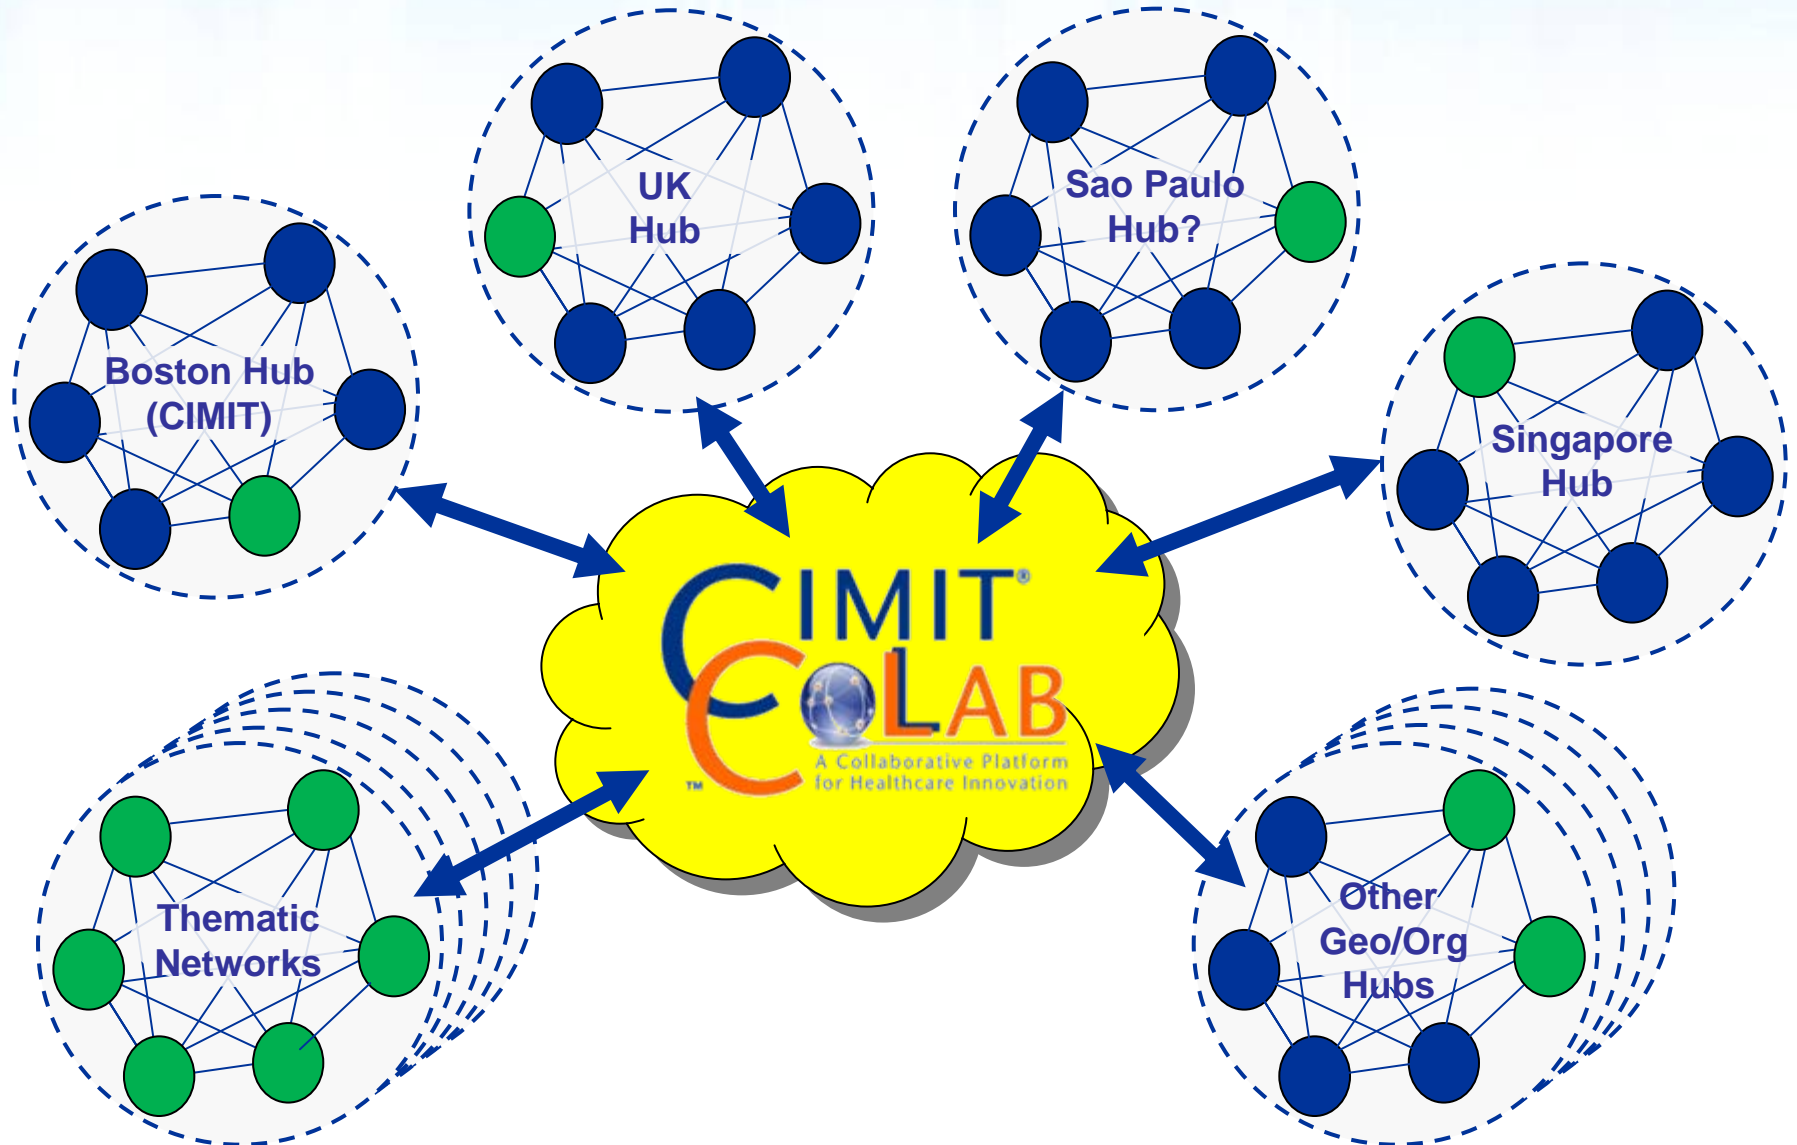 UK
Hub
Sao Paulo
Hub?
Boston Hub
(CIMIT)
Singapore
Hub
CIMIT®
CoLAB
A Collaborative Platform
for Healthcare Innovation
™
Thematic
Networks
Other
Geo/Org
Hubs